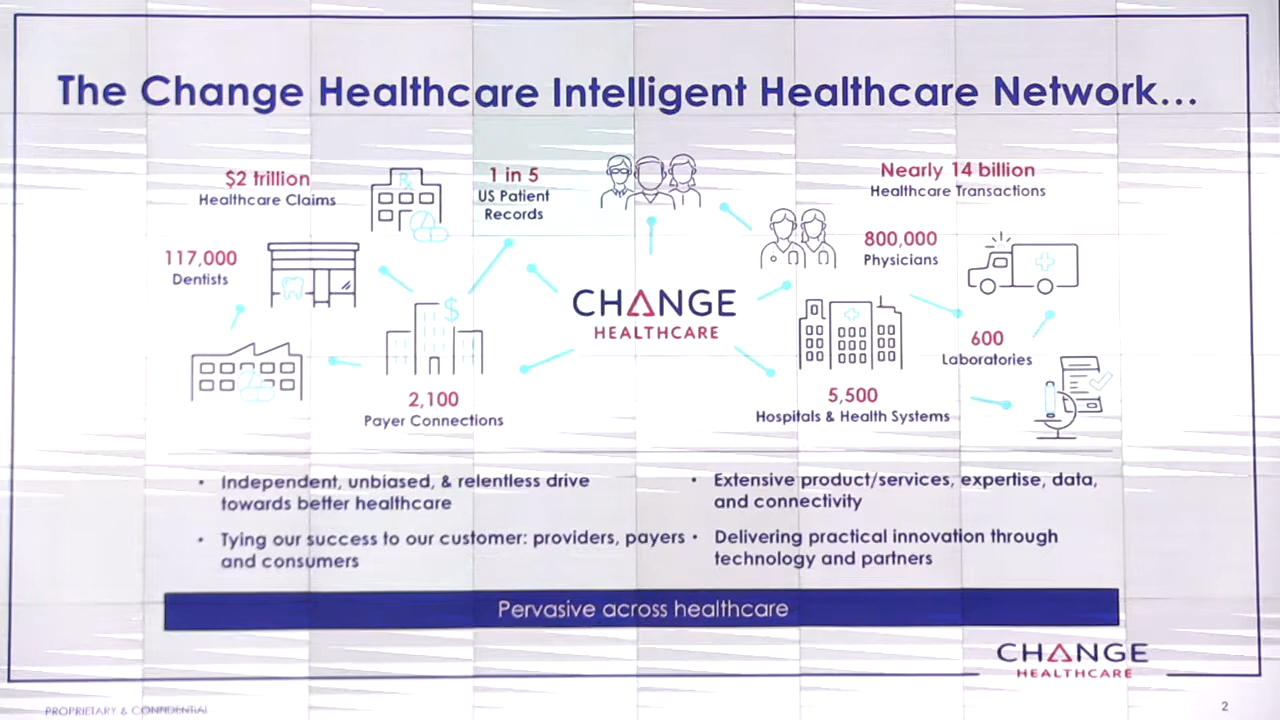 The Change Healthcare Intelligent Healthcare Network...
$2 trillion
Healthcare Claims
1 in 5
US Patient
Records
Nearly 14 billion
Healthcare Transactions
117,000
Dentists
800,000
Physicians
CHANGE
HEALTHCARE
600
Laboratories
2,100
Payer Connections
5,500
Hospitals & Health Systems
• Independent, unbiased, & relentless drive
towards better healthcare
• Tying our success to our customer: providers, payers
and consumers
• Extensive product/services, expertise, data,
and connectivity
• Delivering practical innovation through
technology and partners
Pervasive across healthcare
CHANGE
HEALTHCARE
PROPRIETARY & CONFIDENTIAL
2